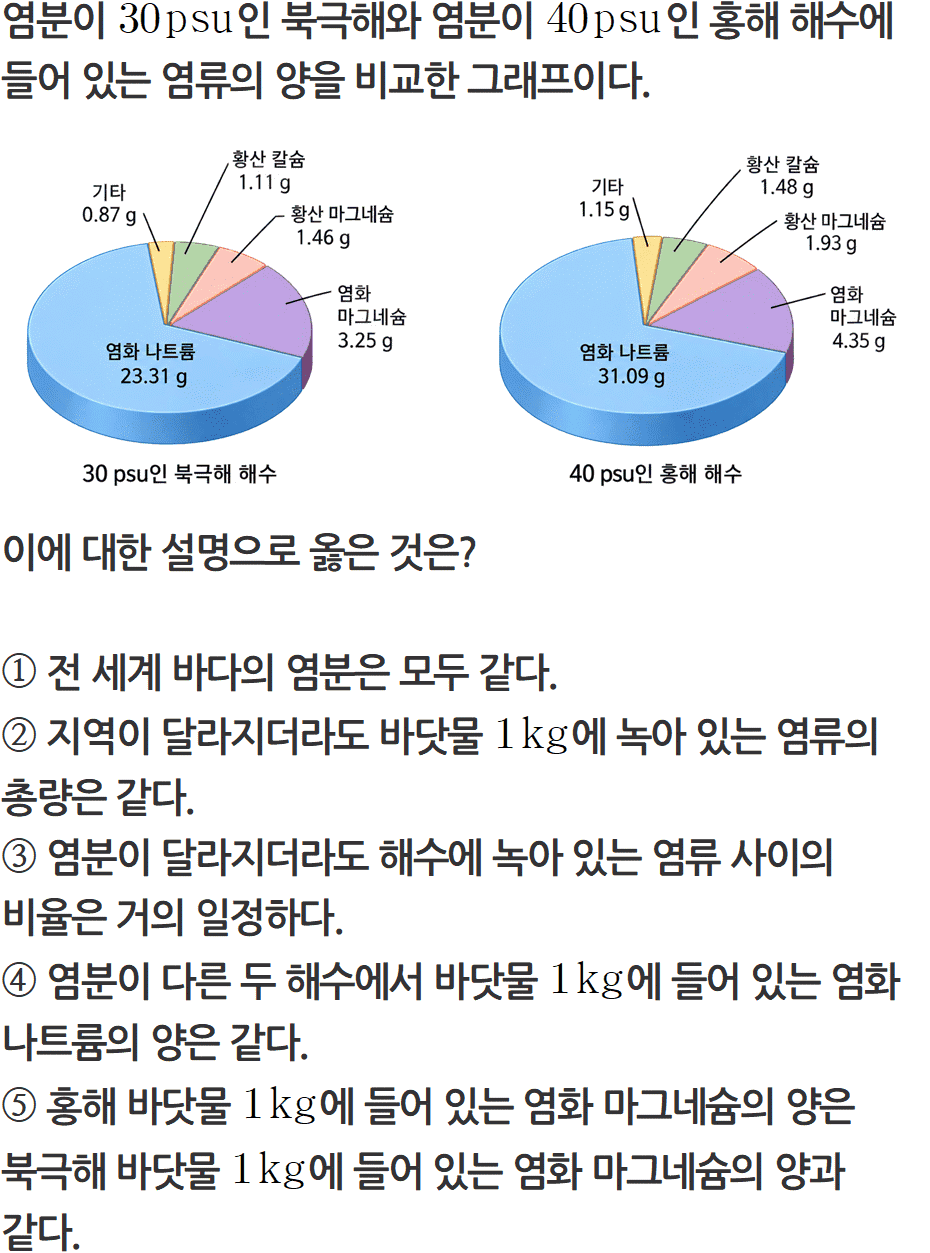 염분이 30psu인 북극해와 염분이 40psu인 홍해 해수에
들어 있는 염류의 양을 비교한 그래프이다.
기타
0.87 g
황산 칼슘
1.11 g
황산 마그네슘
1.46 g
염화
마그네슘
3.25 g
염화 나트륨
23.31 g
30 psu인 북극해 해수
기타
1.15 g
황산 칼슘
1.48 g
황산 마그네슘
1.93 g
염화
마그네슘
4.35 g
염화 나트륨
31.09 g
40 psu인 홍해 해수
이에 대한 설명으로 옳은 것은?
① 전 세계 바다의 염분은 모두 같다.
② 지역이 달라지더라도 바닷물 1kg에 녹아 있는 염류의
총량은 같다.
③ 염분이 달라지더라도 해수에 녹아 있는 염류 사이의
비율은 거의 일정하다.
④ 염분이 다른 두 해수에서 바닷물 1kg에 들어 있는 염화
나트륨의 양은 같다.
⑤ 홍해 바닷물 1kg에 들어 있는 염화 마그네슘의 양은
북극해 바닷물 1kg에 들어 있는 염화 마그네슘의 양과
같다.